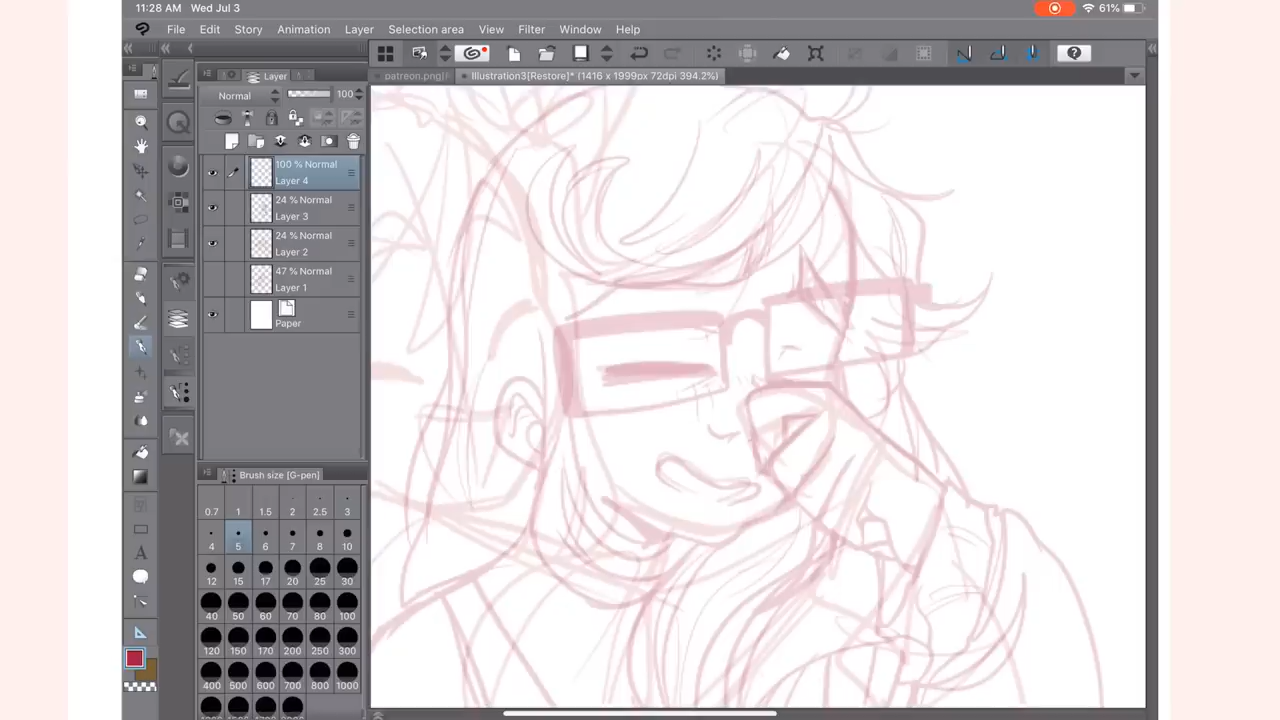 11:28 AM Wed Jul 3
61%
File Edit Story Animation Layer Selection area View Filter Window Help
patreon.png
Illustration3[Restore]* (1416 x 1999px 72dpi 394.2%)
Layer
Normal 100
100 % Normal
Layer 4
24 % Normal
Layer 3
24 % Normal
Layer 2
47 % Normal
Layer 1
Paper
Brush size [G-pen]
0.7 1 1.5 2 2.5 3
4 5 6 7 8 10
12 15 17 20 25 30
40 50 60 70 80 100
120 150 170 200 250 300
400 500 600 700 800 1000